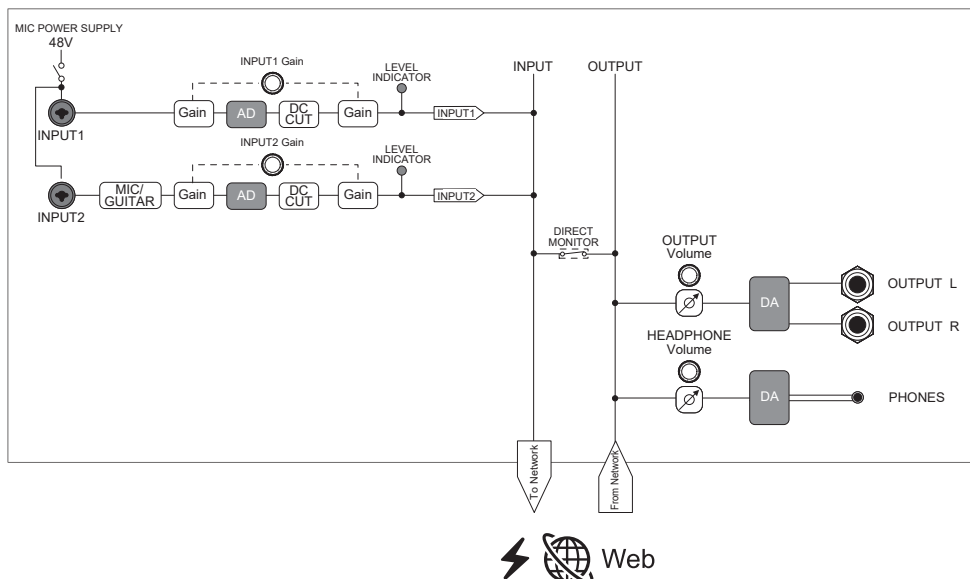 MIC POWER SUPPLY
48V
INPUT1 Gain
LEVEL
INDICATOR
INPUT
OUTPUT
Gain
AD
DC
CUT
Gain
INPUT1
INPUT1
INPUT2 Gain
LEVEL
INDICATOR
MIC/
GUITAR
Gain
AD
DC
CUT
Gain
INPUT2
INPUT2
DIRECT
MONITOR
OUTPUT
Volume
DA
OUTPUT L
OUTPUT R
HEADPHONE
Volume
DA
PHONES
To Network
From Network
Web